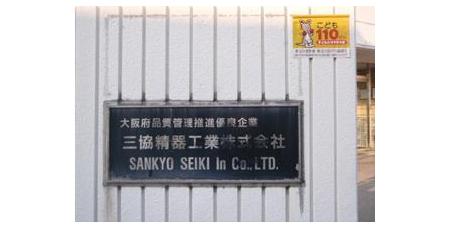 こども
110
大阪府品質管理推進優良企業
三協精器工業株式会社
SANKYO SEIKI In Co., LTD.